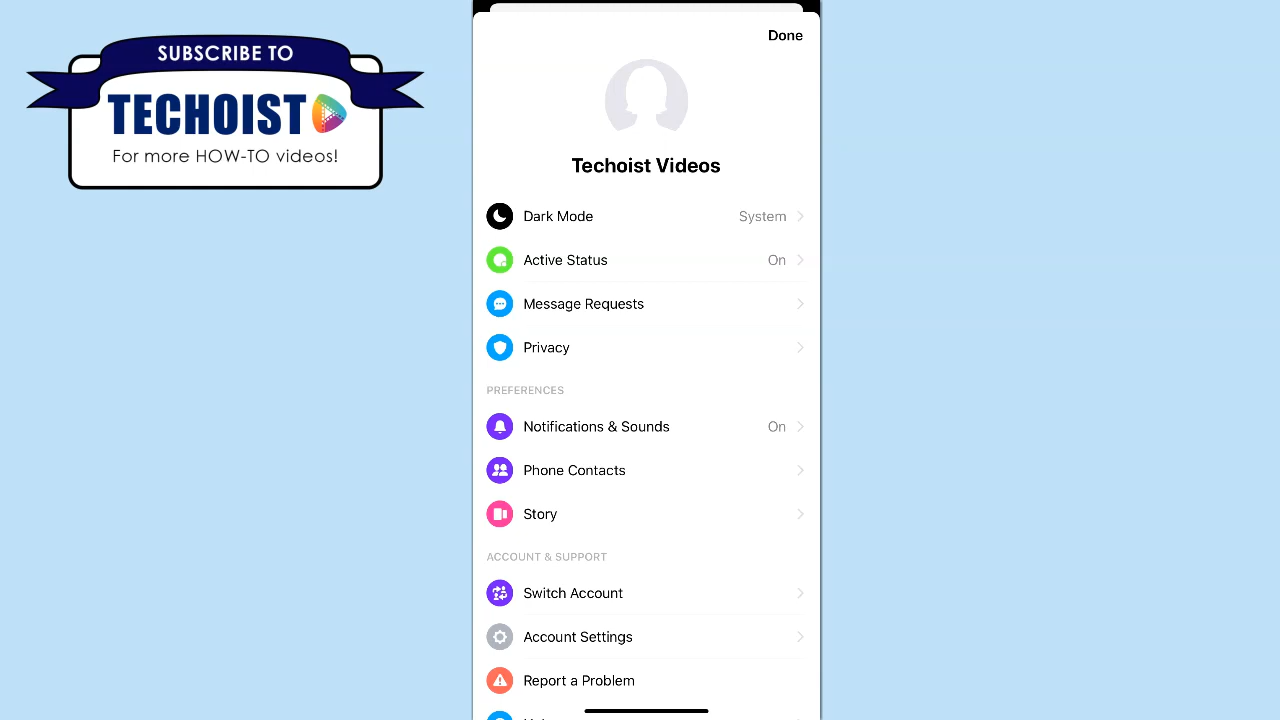 SUBSCRIBE TO
TECHOIST
For more HOW-TO videos!
Done
Techoist Videos
Dark Mode System
Active Status On
Message Requests
Privacy
PREFERENCES
Notifications & Sounds On
Phone Contacts
Story
ACCOUNT & SUPPORT
Switch Account
Account Settings
Report a Problem